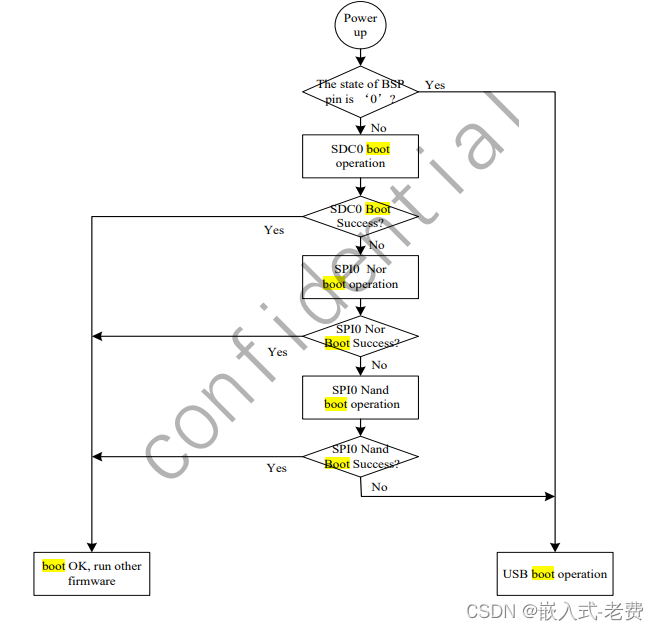 Power
up
The state of BSP
pin is ‘0’?
Yes
No
SDC0 boot
operation
SDC0 Boot
Success?
Yes
No
SPI0 Nor
boot operation
SPI0 Nor
Boot Success?
Yes
No
SPI0 Nand
boot operation
SPI0 Nand
Boot Success?
Yes
No
boot OK, run other
firmware
USB boot operation
confidential
CSDN @嵌入式-老费